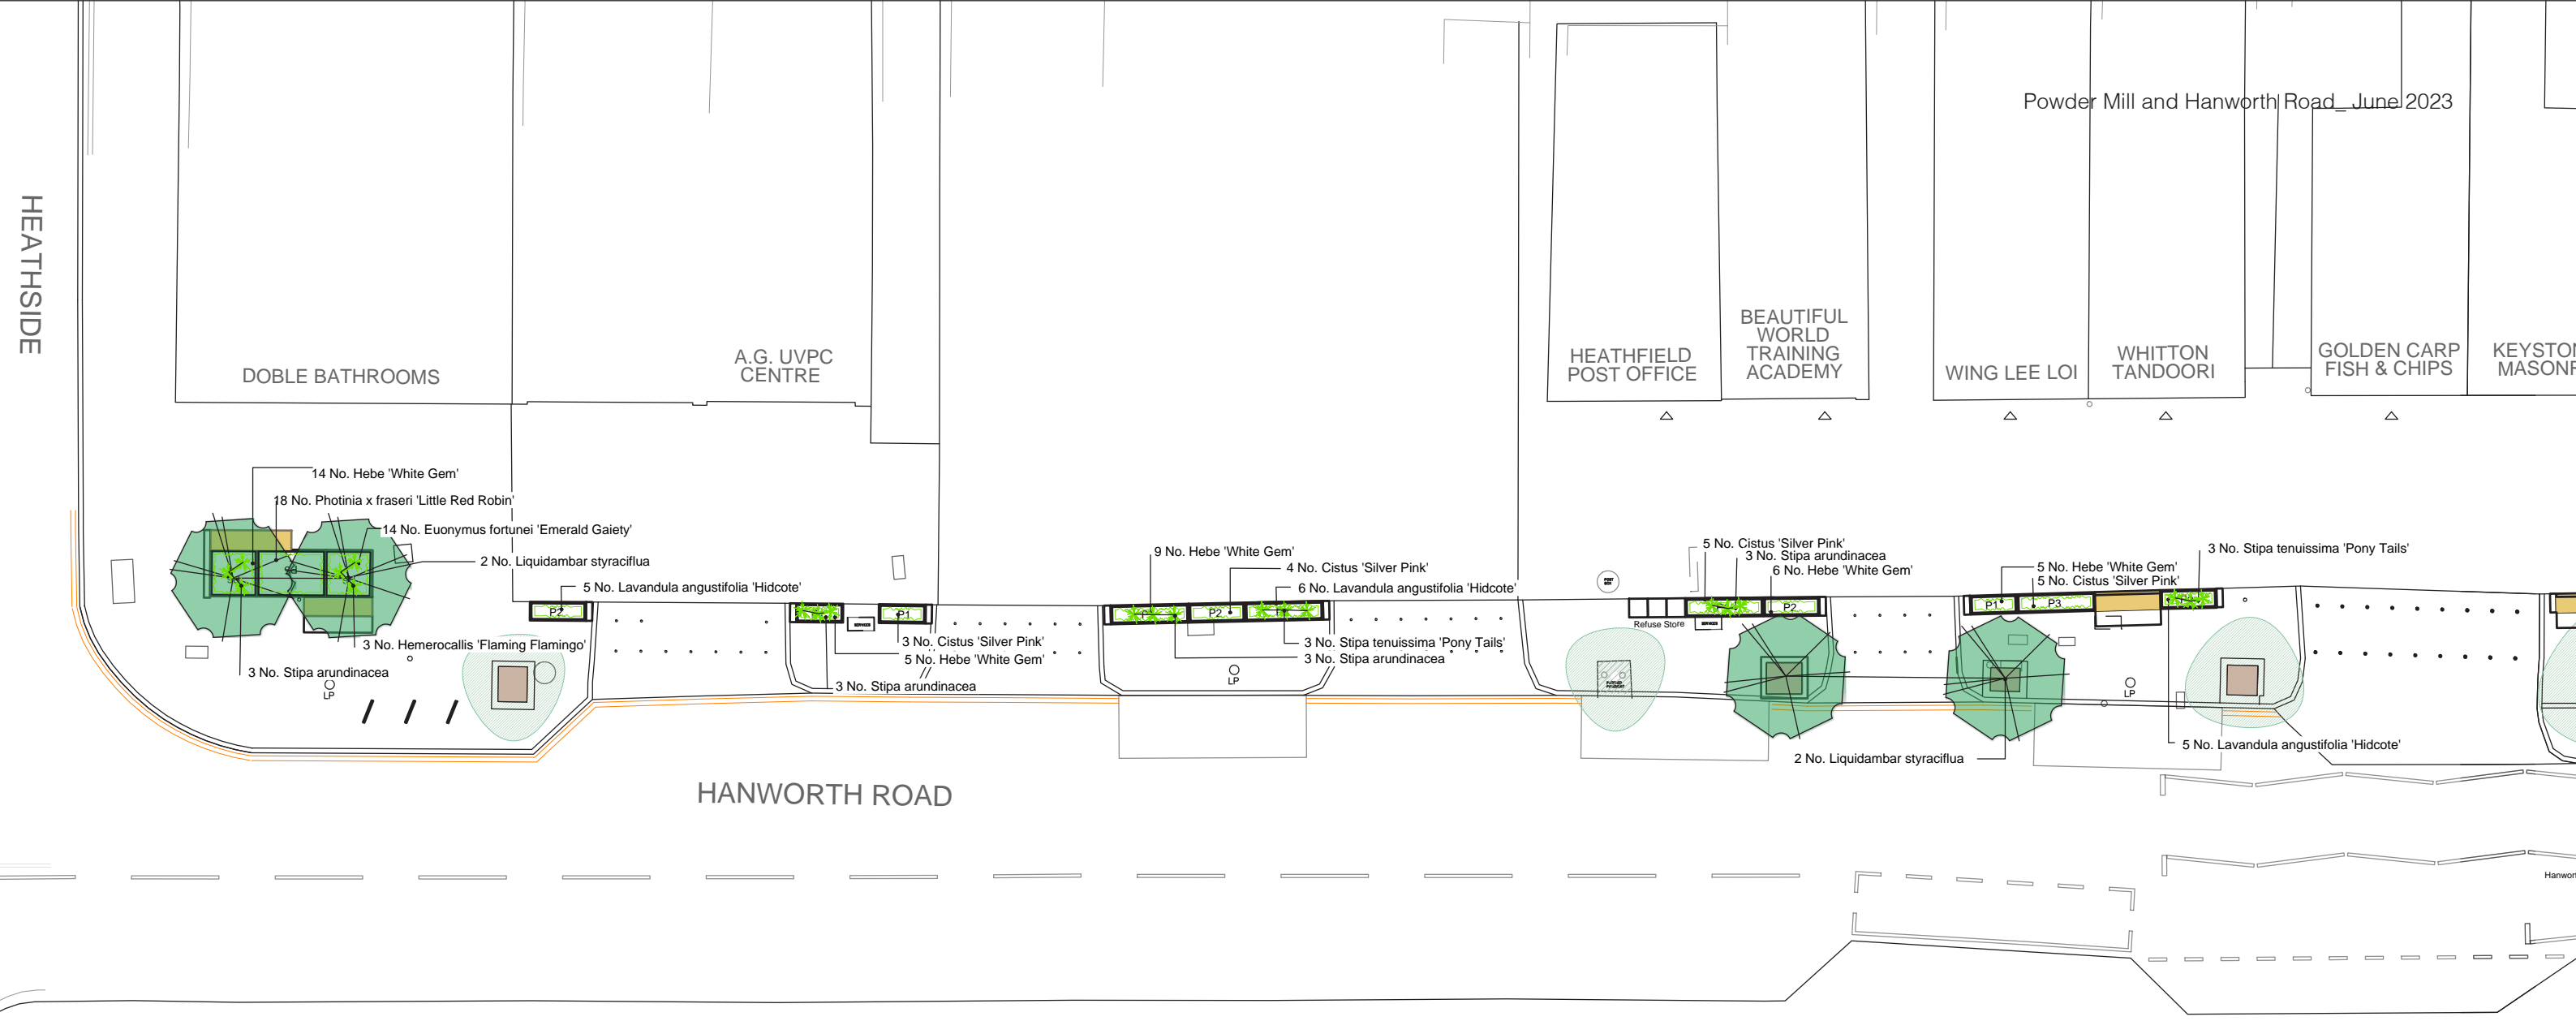 Powder Mill and Hanworth Road_ June 2023
HEATHSIDE
DOBLE BATHROOMS
A.G. UVPC
CENTRE
HEATHFIELD
POST OFFICE
BEAUTIFUL
WORLD
TRAINING
ACADEMY
WING LEE LOI
WHITTON
TANDOORI
GOLDEN CARP
FISH & CHIPS
KEYSTON
MASONR
14 No. Hebe 'White Gem'
18 No. Photinia x fraseri 'Little Red Robin'
14 No. Euonymus fortunei 'Emerald Gaiety'
2 No. Liquidambar styraciflua
5 No. Lavandula angustifolia 'Hidcote'
P2
3 No. Hemerocallis 'Flaming Flamingo'
3 No. Stipa arundinacea
LP
P1
3 No. Cistus 'Silver Pink'
5 No. Hebe 'White Gem'
3 No. Stipa arundinacea
9 No. Hebe 'White Gem'
4 No. Cistus 'Silver Pink'
6 No. Lavandula angustifolia 'Hidcote'
P2
3 No. Stipa tenuissima 'Pony Tails'
3 No. Stipa arundinacea
LP
POST
BOX
Refuse Store
5 No. Cistus 'Silver Pink'
3 No. Stipa arundinacea
6 No. Hebe 'White Gem'
P2
3 No. Stipa tenuissima 'Pony Tails'
5 No. Hebe 'White Gem'
5 No. Cistus 'Silver Pink'
P1
P3
LP
5 No. Lavandula angustifolia 'Hidcote'
2 No. Liquidambar styraciflua
HANWORTH ROAD
Hanwor